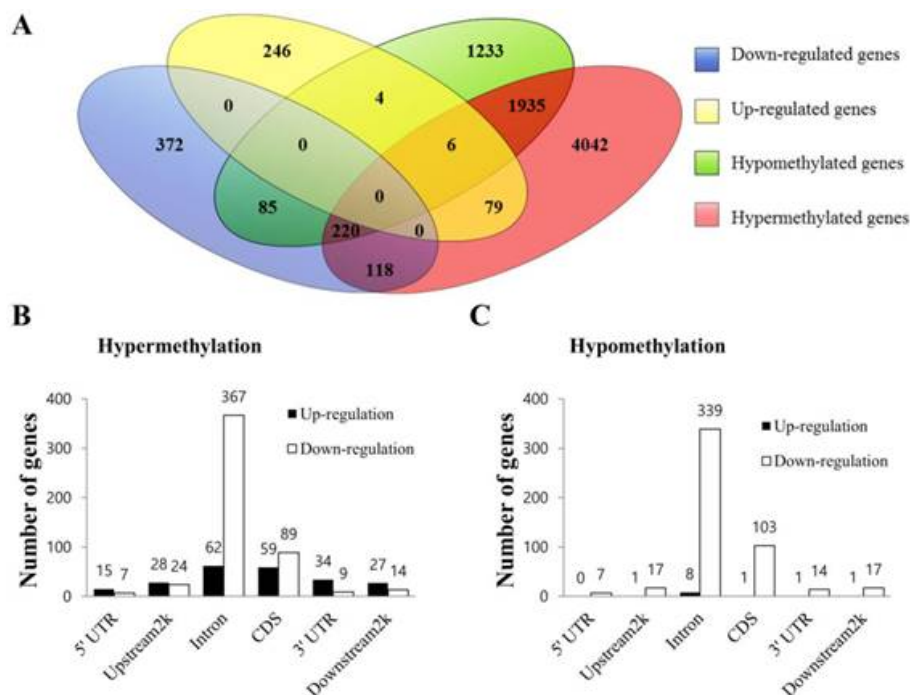 A
246
1233
Down-regulated genes
0
4
1935
Up-regulated genes
372
0
6
4042
Hypomethylated genes
85
0
79
Hypermethylated genes
220
0
118
B
Hypermethylation
Number of genes
400
300
200
100
0
Up-regulation
Down-regulation
15 7 28 24 62 367 59 89 34 9 27 14
5' UTR Upstream2k Intron CDS 3' UTR Downstream2k
C
Hypomethylation
Number of genes
400
300
200
100
0
Up-regulation
Down-regulation
0 7 1 17 8 339 1 103 1 14 1 17
5' UTR Upstream2k Intron CDS 3' UTR Downstream2k